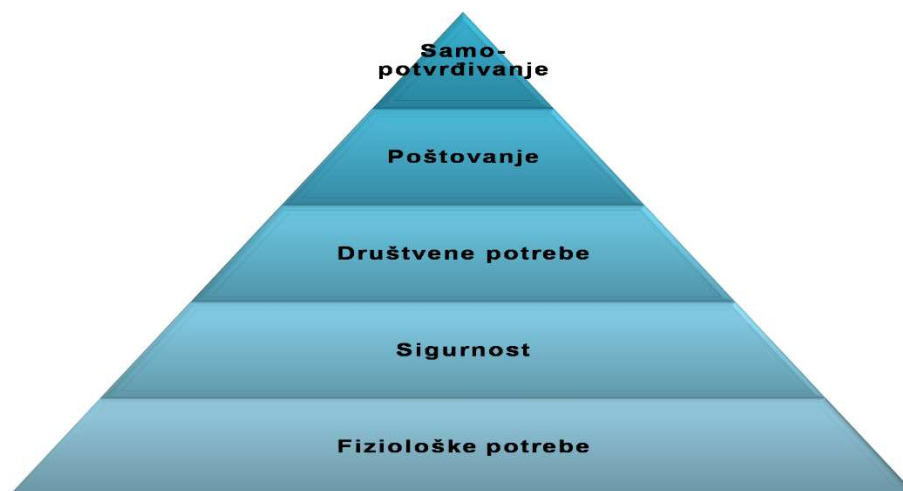 Samo-
potvrđivanje
Poštovanje
Društvene potrebe
Sigurnost
Fiziološke potrebe